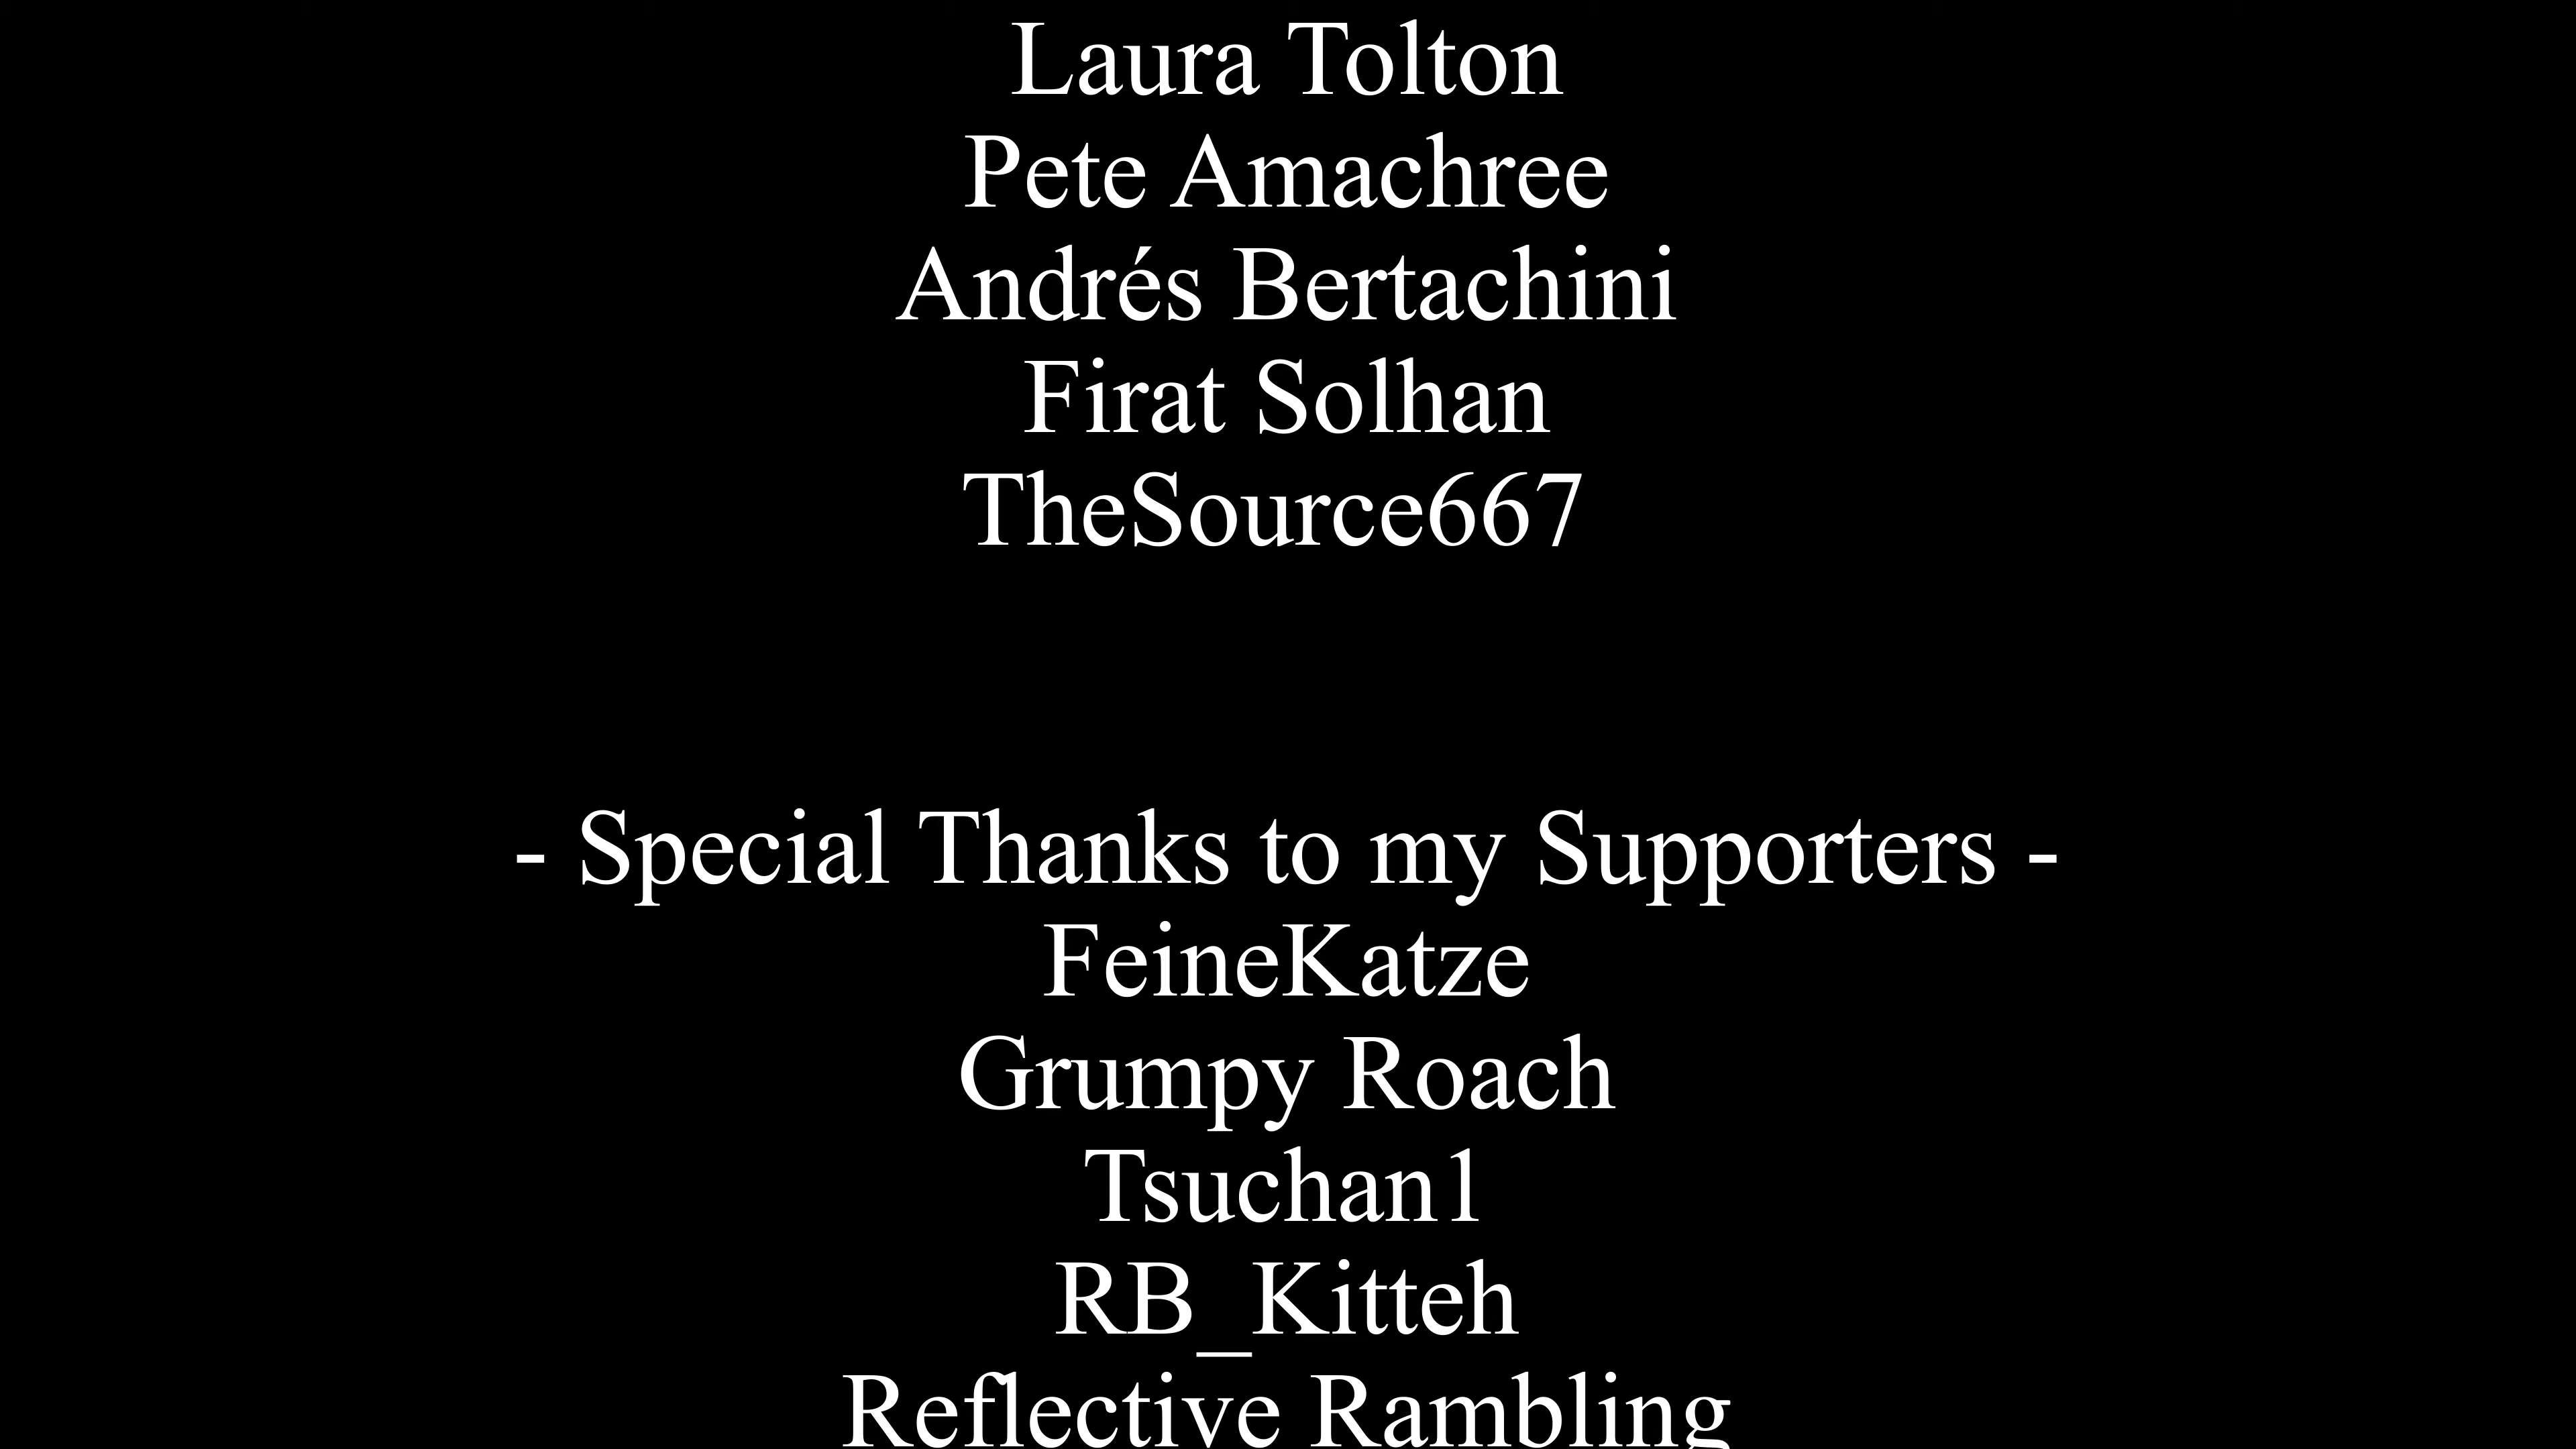 Laura Tolton
Pete Amachree
Andrés Bertachini
Firat Solhan
TheSource667
- Special Thanks to my Supporters -
FeineKatze
Grumpy Roach
Tsuchan1
RB_Kitteh
Reflective Rambling